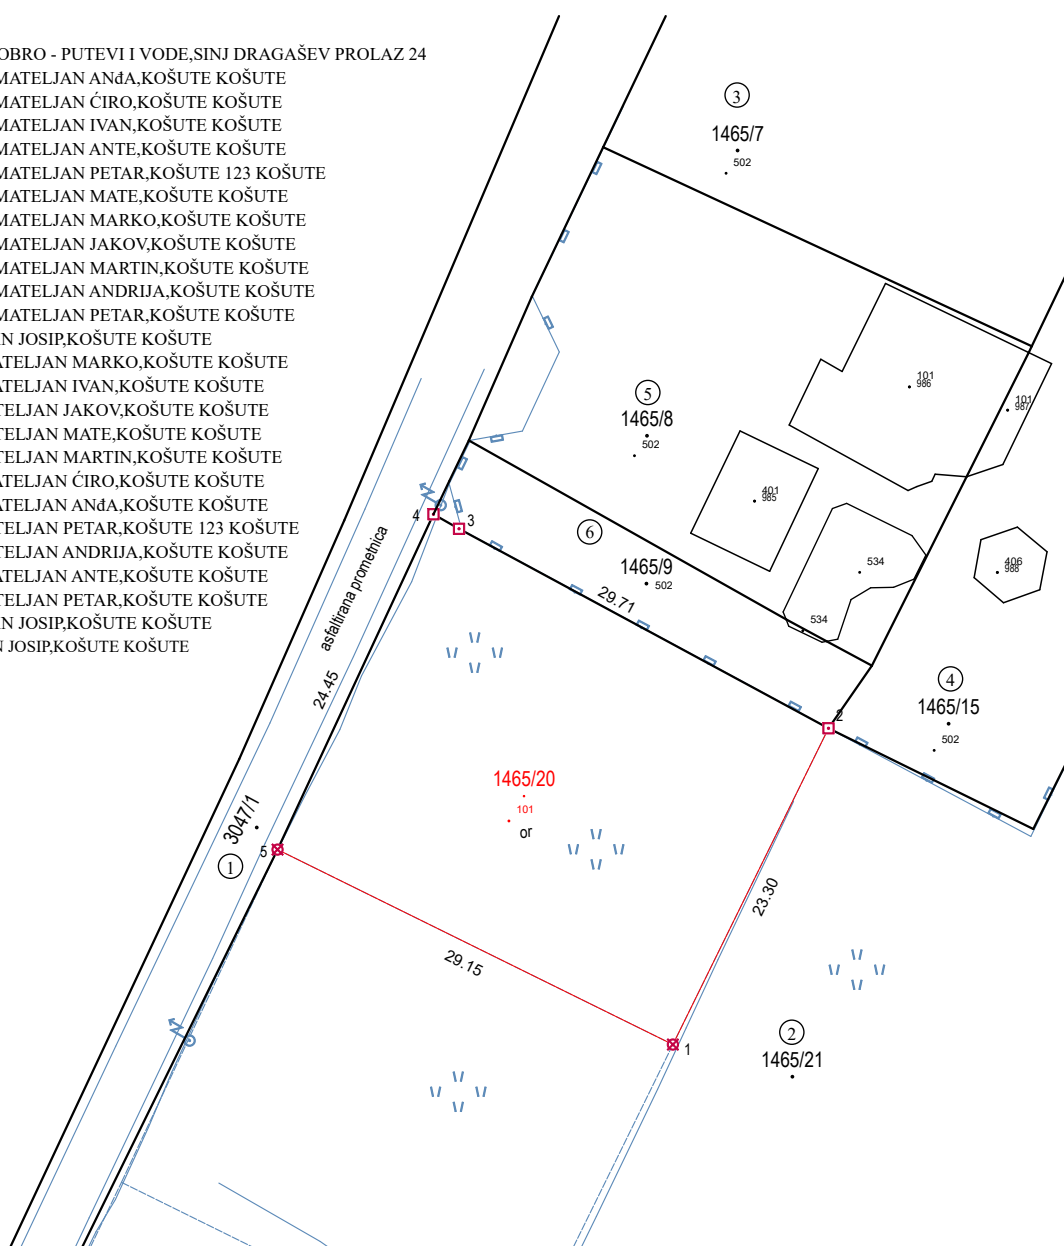 OBRO - PUTEVI I VODE,SINJ DRAGAŠEV PROLAZ 24
MATELJAN ANđA,KOŠUTE KOŠUTE
MATELJAN ĆIRO,KOŠUTE KOŠUTE
MATELJAN IVAN,KOŠUTE KOŠUTE
MATELJAN ANTE,KOŠUTE KOŠUTE
MATELJAN PETAR,KOŠUTE 123 KOŠUTE
MATELJAN MATE,KOŠUTE KOŠUTE
MATELJAN MARKO,KOŠUTE KOŠUTE
MATELJAN JAKOV,KOŠUTE KOŠUTE
MATELJAN MARTIN,KOŠUTE KOŠUTE
MATELJAN ANDRIJA,KOŠUTE KOŠUTE
MATELJAN PETAR,KOŠUTE KOŠUTE
N JOSIP,KOŠUTE KOŠUTE
ATELJAN MARKO,KOŠUTE KOŠUTE
ATELJAN IVAN,KOŠUTE KOŠUTE
TELJAN JAKOV,KOŠUTE KOŠUTE
TELJAN MATE,KOŠUTE KOŠUTE
TELJAN MARTIN,KOŠUTE KOŠUTE
ATELJAN ĆIRO,KOŠUTE KOŠUTE
ATELJAN ANđA,KOŠUTE KOŠUTE
TELJAN PETAR,KOŠUTE 123 KOŠUTE
TELJAN ANDRIJA,KOŠUTE KOŠUTE
ATELJAN ANTE,KOŠUTE KOŠUTE
TELJAN PETAR,KOŠUTE KOŠUTE
N JOSIP,KOŠUTE KOŠUTE
N JOSIP,KOŠUTE KOŠUTE
3
1465/7
502
101
986
101
987
5
1465/8
502
401
985
4
3
6
1465/9
502
534
534
406
988
29.71
asfaltirana prometnica
24.45
4
1465/15
502
2
1465/20
101
or
3047/1
1
5
23.30
29.15
1
2
1465/21